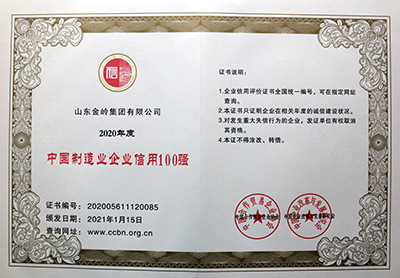 信
山东金岭集团有限公司
2020年度
中国制造业企业信用100强
证书编号：202005611120085
颁发日期：2021年1月15日
查询网址：www.ccbn.org.cn
证书说明：
1.企业信用评价证书全国统一编号，可在指定网站
查询。
2.本证书只证明企业在相关年度的诚信建设状况。
3.对发生重大失信行为的企业，发证单位有权取消
其资格。
4.本证不得涂改、转借。